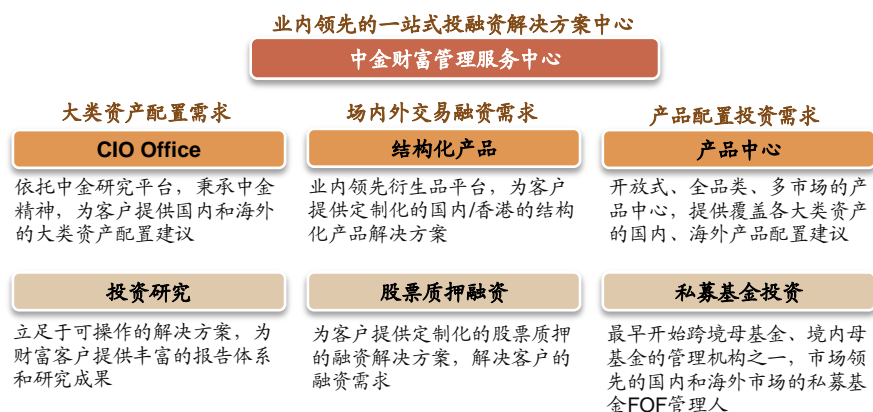 业内领先的一站式投融资解决方案中心
中金财富管理服务中心
大类资产配置需求
CIO Office
依托中金研究平台，秉承中金
精神，为客户提供国内和海外
的大类资产配置建议
场内外交易融资需求
结构化产品
业内领先衍生品平台，为客户
提供定制化的国内/香港的结构
化产品解决方案
产品配置投资需求
产品中心
开放式、全品类、多市场的产
品中心，提供覆盖各大类资产
的国内、海外产品配置建议
投资研究
立足于可操作的解决方案，为
财富客户提供丰富的报告体系
和研究成果
股票质押融资
为客户提供定制化的股票质押
的融资解决方案，解决客户的
融资需求
私募基金投资
最早开始跨境母基金、境内母
基金的管理机构之一，市场领
先的国内和海外市场的私募基
金FOF管理人